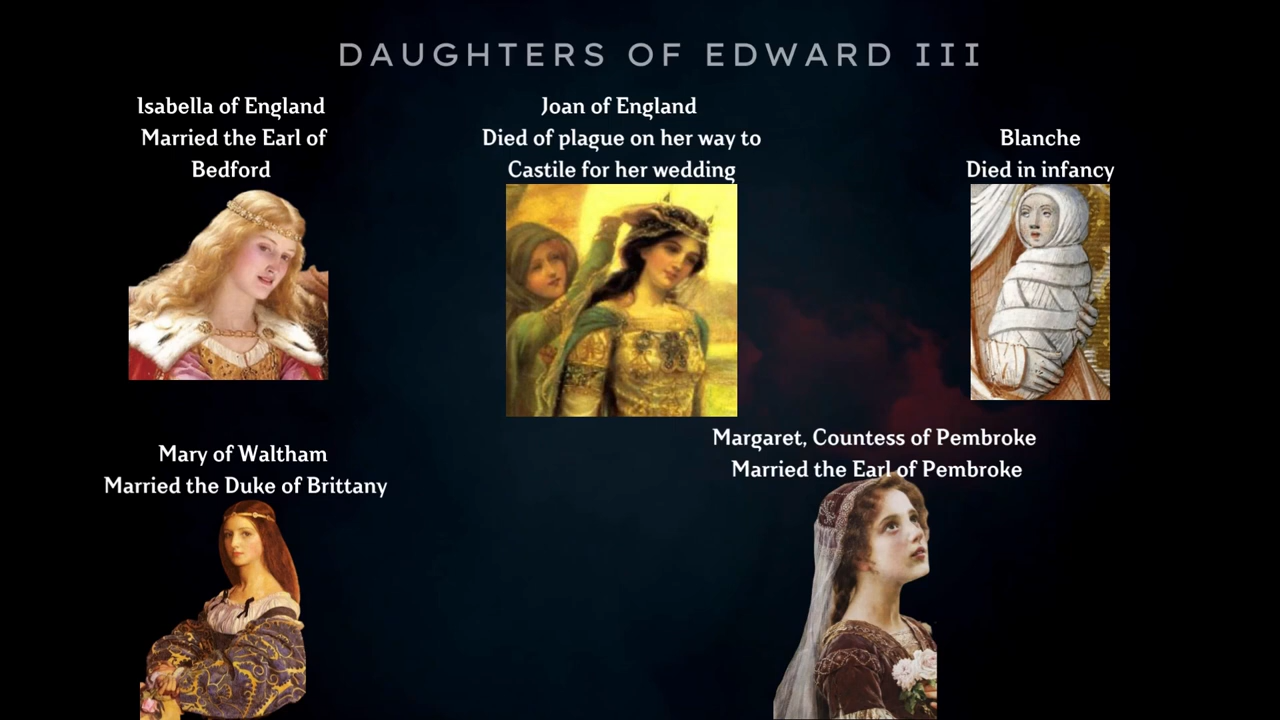 DAUGHTERS OF EDWARD III
Isabella of England
Married the Earl of
Bedford
Joan of England
Died of plague on her way to
Castile for her wedding
Blanche
Died in infancy
Mary of Waltham
Married the Duke of Brittany
Margaret, Countess of Pembroke
Married the Earl of Pembroke